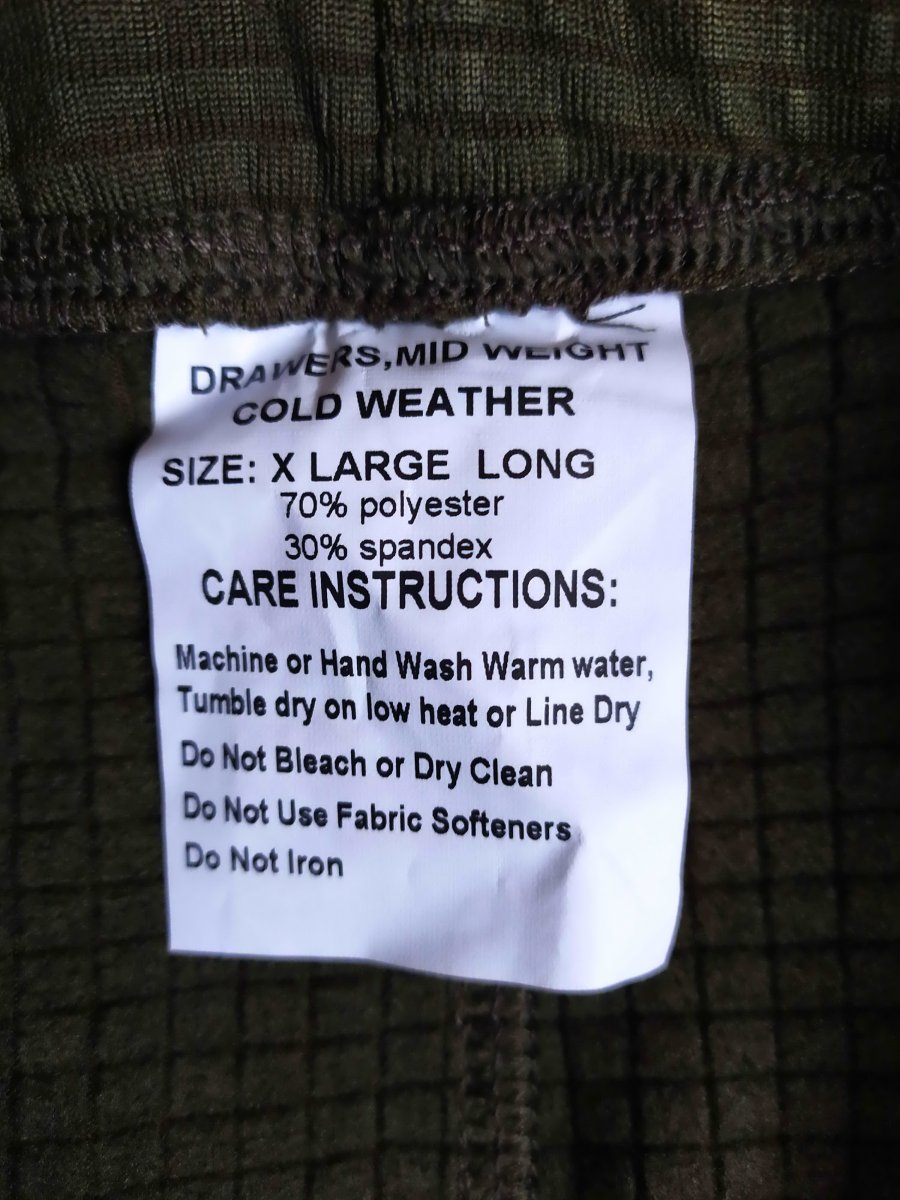 DRAWERS,MID WEIGHT
COLD WEATHER
SIZE: X LARGE LONG
70% polyester
30% spandex
CARE INSTRUCTIONS:
Machine or Hand Wash Warm water,
Tumble dry on low heat or Line Dry
Do Not Bleach or Dry Clean
Do Not Use Fabric Softeners
Do Not Iron